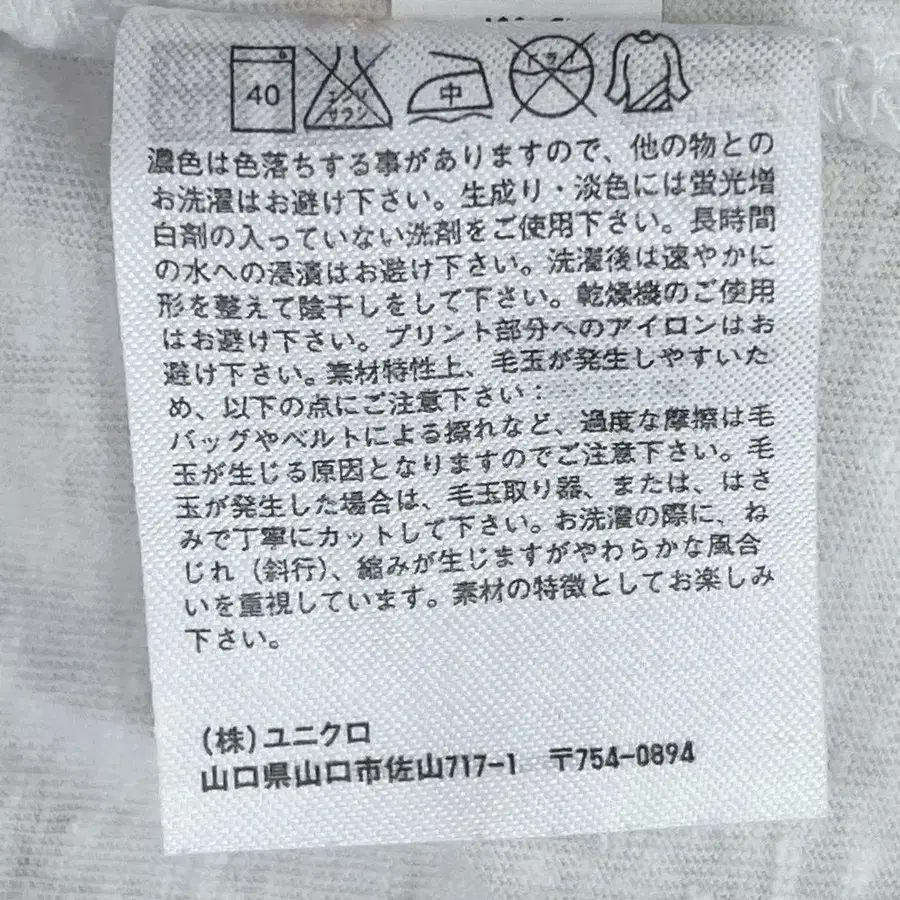 40 エンソ サラシ 中 ドライ
濃色は色落ちする事がありますので、他の物との
お洗濯はお避け下さい。生成り・淡色には蛍光増
白剤の入っていない洗剤をご使用下さい。長時間
の水への浸漬はお避け下さい。洗濯後は速やかに
形を整えて陰干しをして下さい。乾燥機のご使用
はお避け下さい。プリント部分へのアイロンはお
避け下さい。素材特性上、毛玉が発生しやすいた
め、以下の点にご注意下さい：
バッグやベルトによる擦れなど、過度な摩擦は毛
玉が生じる原因となりますのでご注意下さい。毛
玉が発生した場合は、毛玉取り器、または、はさ
みで丁寧にカットして下さい。お洗濯の際に、ね
じれ（斜行）、縮みが生じますがやわらかな風合
いを重視しています。素材の特徴としてお楽しみ
下さい。
(株)ユニクロ
山口県山口市佐山717-1 〒754-0894